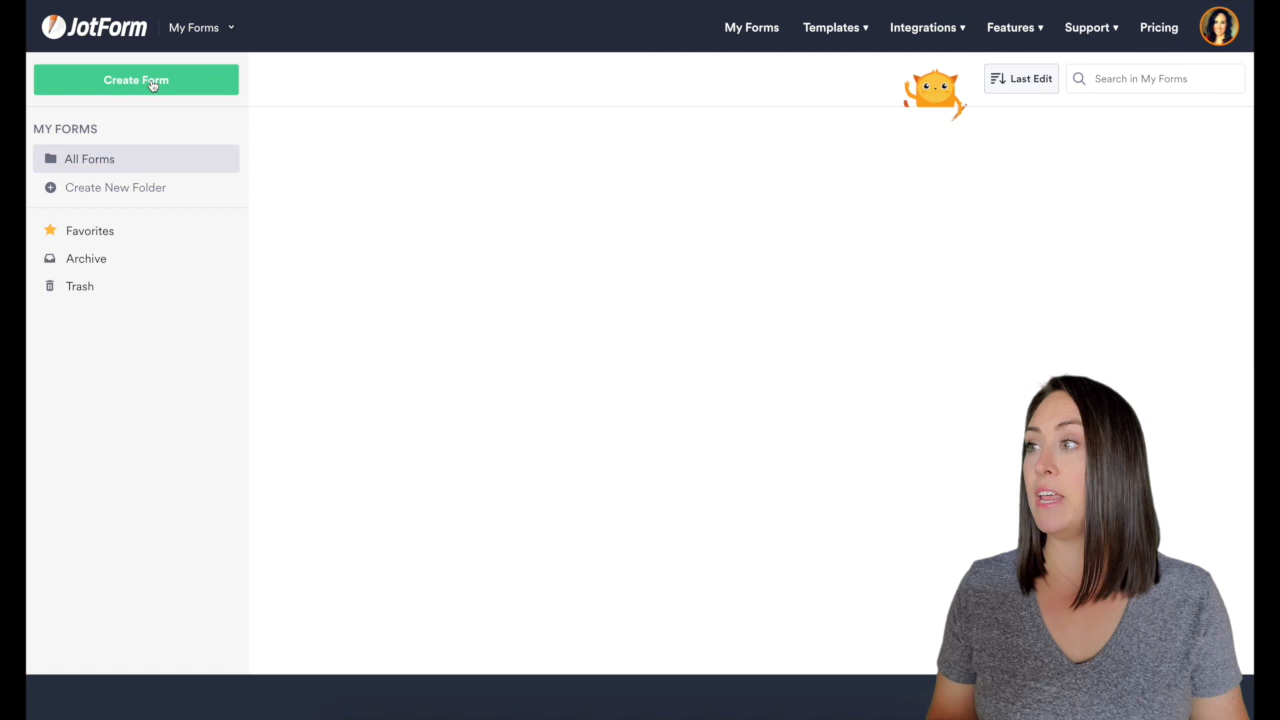 JotForm
My Forms
My Forms
Templates ▾
Integrations ▾
Features ▾
Support ▾
Pricing
Create Form
Last Edit
Search in My Forms
MY FORMS
All Forms
Create New Folder
Favorites
Archive
Trash